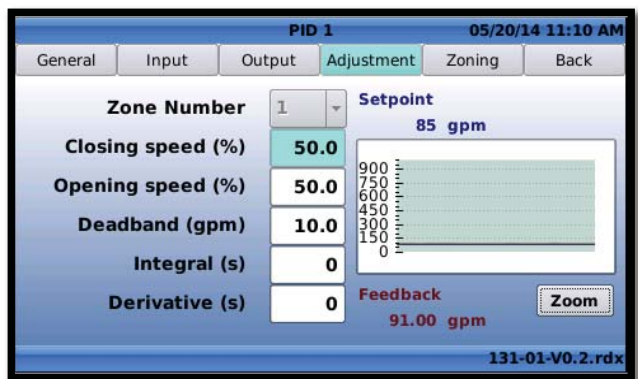 PID 1
05/20/14 11:10 AM
General
Input
Output
Adjustment
Zoning
Back
Zone Number
1
Closing speed (%)
50.0
Opening speed (%)
50.0
Deadband (gpm)
10.0
Integral (s)
0
Derivative (s)
0
Setpoint
85 gpm
900
750
600
450
300
150
0
Feedback
91.00 gpm
Zoom
131-01-V0.2.rdx